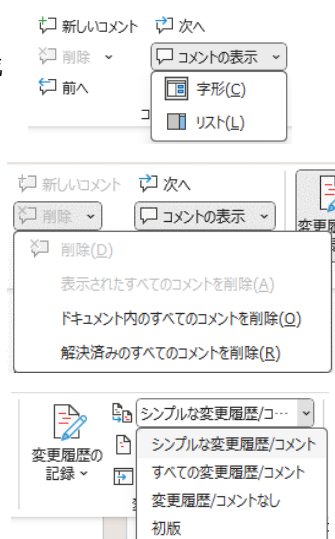 新しいコメント 次へ
削除 コメントの表示
前へ 字形(C)
リスト(L)
新しいコメント 次へ
削除 コメントの表示
削除(D)
表示されたすべてのコメントを削除(A)
ドキュメント内のすべてのコメントを削除(O)
解決済みのすべてのコメントを削除(R)
シンプルな変更履歴/コ…
変更履歴の
記録
シンプルな変更履歴/コメント
すべての変更履歴/コメント
変更履歴/コメントなし
初版